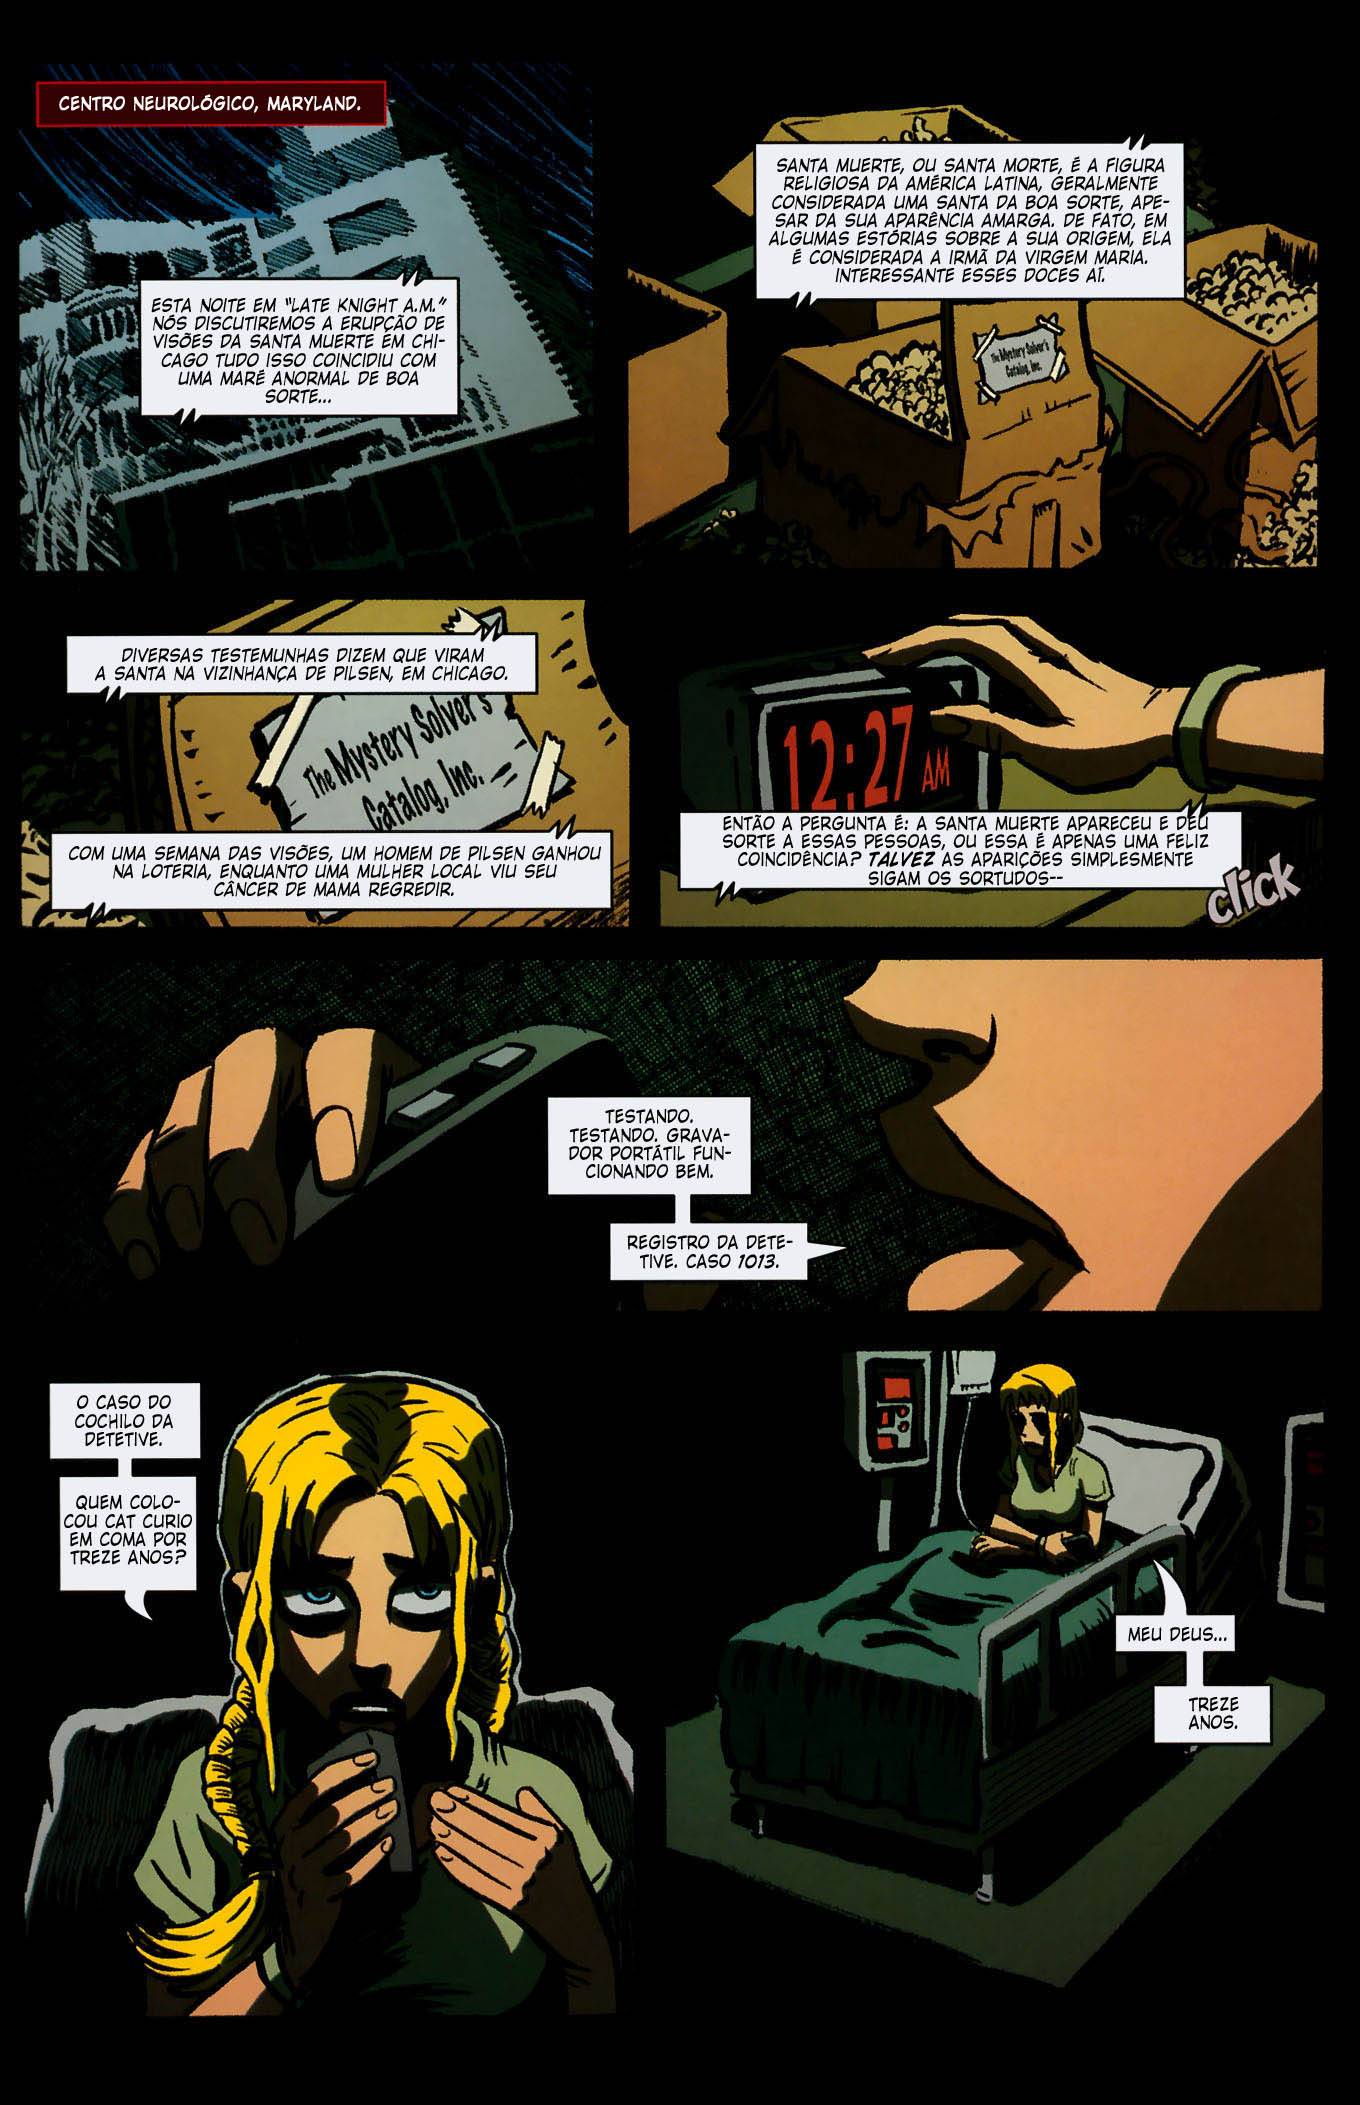 CENTRO NEUROLÓGICO, MARYLAND.
ESTA NOITE EM "LATE KNIGHT A.M."
NÓS DISCUTIREMOS A ERUPÇÃO DE
VISÕES DA SANTA MUERTE EM CHI-
CAGO TUDO ISSO COINCIDIU COM
UMA MARÉ ANORMAL DE BOA
SORTE...
SANTA MUERTE, OU SANTA MORTE, É A FIGURA
RELIGIOSA DA AMÉRICA LATINA, GERALMENTE
CONSIDERADA UMA SANTA DA BOA SORTE, APE-
SAR DA SUA APARÊNCIA AMARGA. DE FATO, EM
ALGUMAS ESTÓRIAS SOBRE A SUA ORIGEM, ELA
É CONSIDERADA A IRMÃ DA VIRGEM MARIA.
INTERESSANTE ESSES DOCES AÍ.
The Mystery Solver's
Catalog, Inc.
DIVERSAS TESTEMUNHAS DIZEM QUE VIRAM
A SANTA NA VIZINHANÇA DE PILSEN, EM CHICAGO.
The Mystery Solver's
Catalog, Inc.
COM UMA SEMANA DAS VISÕES, UM HOMEM DE PILSEN GANHOU
NA LOTERIA, ENQUANTO UMA MULHER LOCAL VIU SEU
CÂNCER DE MAMA REGREDIR.
12:27 AM
ENTÃO A PERGUNTA É: A SANTA MUERTE APARECEU E DEU
SORTE A ESSAS PESSOAS, OU ESSA É APENAS UMA FELIZ
COINCIDÊNCIA? TALVEZ AS APARIÇÕES SIMPLESMENTE
SIGAM OS SORTUDOS--
click
TESTANDO.
TESTANDO. GRAVA-
DOR PORTÁTIL FUN-
CIONANDO BEM.
REGISTRO DA DETE-
TIVE. CASO 1013.
O CASO DO
COCHILO DA
DETETIVE.
QUEM COLO-
COU CAT CURIO
EM COMA POR
TREZE ANOS?
MEU DEUS...
TREZE
ANOS.